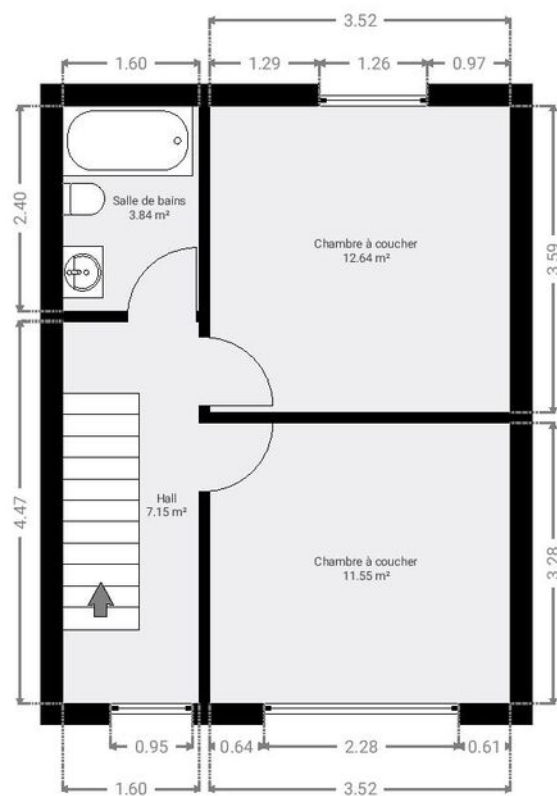 3.52
1.60
1.29
1.26
0.97
2.40
Salle de bains
3.84 m²
Chambre à coucher
12.64 m²
3.59
4.47
Hall
7.15 m²
Chambre à coucher
11.55 m²
3.28
0.95
0.64
2.28
0.61
1.60
3.52